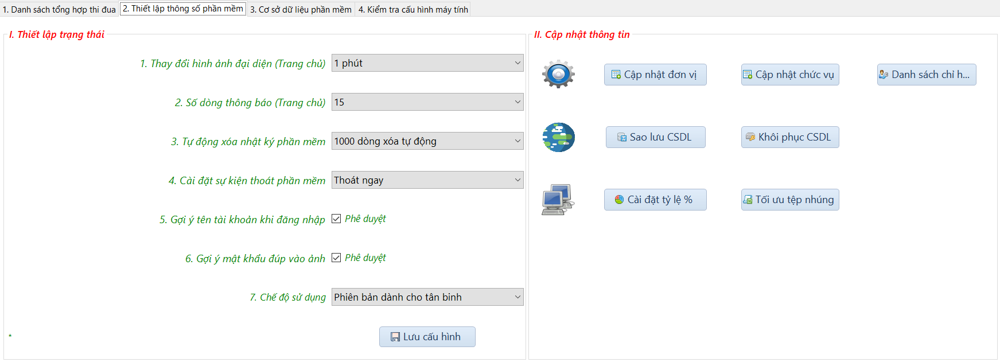 1. Danh sách tổng hợp thi đua
2. Thiết lập thông số phần mềm
3. Cơ sở dữ liệu phần mềm
4. Kiểm tra cấu hình máy tính
I. Thiết lập trạng thái
1. Thay đổi hình ảnh đại diện (Trang chủ) 1 phút
2. Số dòng thông báo (Trang chủ) 15
3. Tự động xóa nhật ký phần mềm 1000 dòng xóa tự động
4. Cài đặt sự kiện thoát phần mềm Thoát ngay
5. Gợi ý tên tài khoản khi đăng nhập Phê duyệt
6. Gợi ý mật khẩu đúp vào ảnh Phê duyệt
7. Chế độ sử dụng Phiên bản dành cho tân binh
*
Lưu cấu hình
II. Cập nhật thông tin
Cập nhật đơn vị
Cập nhật chức vụ
Danh sách chỉ h...
Sao lưu CSDL
Khôi phục CSDL
Cài đặt tỷ lệ %
Tối ưu tệp nhúng